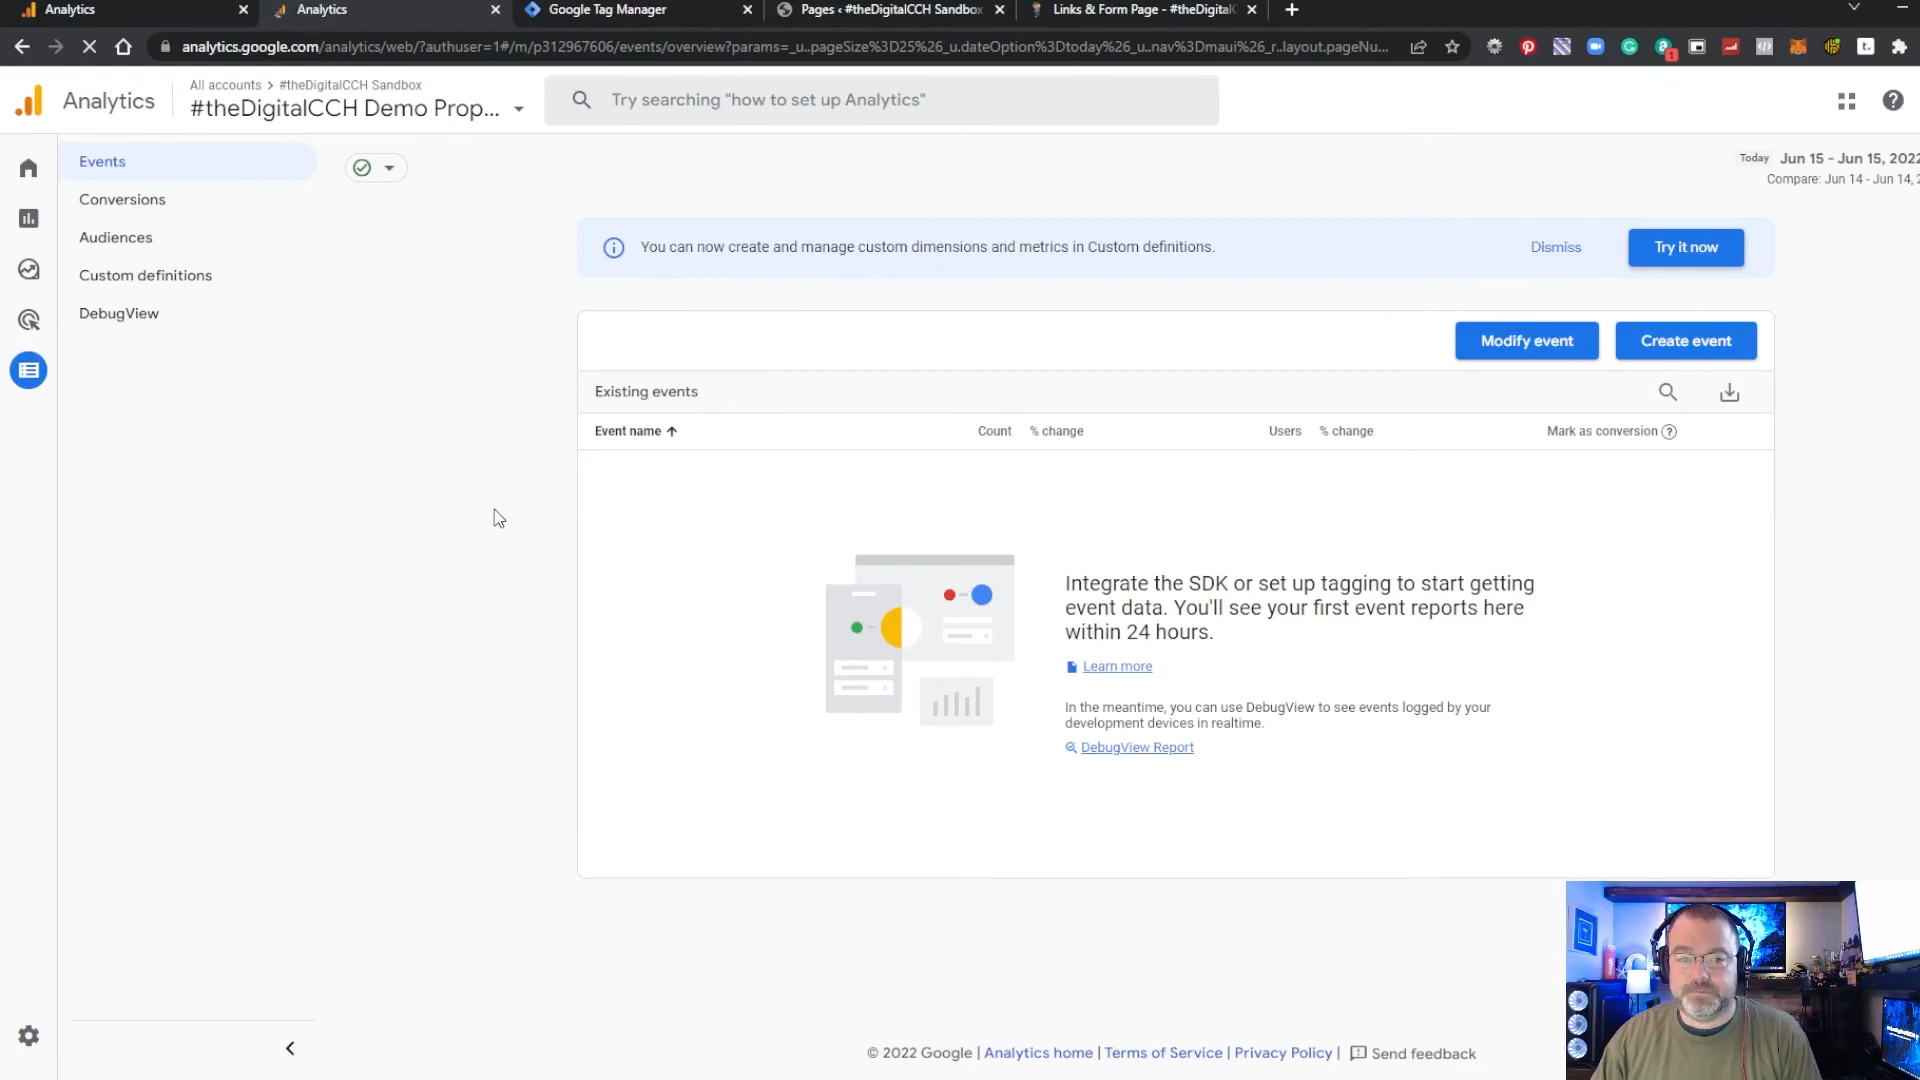 Analytics
Analytics
Google Tag Manager
Pages ‹ #theDigitalCCH Sandbox
Links & Form Page - #theDigital
analytics.google.com/analytics/web/?authuser=1#/m/p312967606/events/overview?params=_u..pageSize%3D25%26_u.dateOption%3Dtoday%26_u.nav%3Dmaui%26_r..layout.pageNu...
1
t.
Analytics
All accounts > #theDigitalCCH Sandbox
#theDigitalCCH Demo Prop...
Try searching "how to set up Analytics"
Events
Conversions
Audiences
Custom definitions
DebugView
Today Jun 15 - Jun 15, 2022
Compare: Jun 14 - Jun 14, 2
You can now create and manage custom dimensions and metrics in Custom definitions.
Dismiss
Try it now
Modify event
Create event
Existing events
Event name
Count
% change
Users
% change
Mark as conversion
Integrate the SDK or set up tagging to start getting
event data. You'll see your first event reports here
within 24 hours.
Learn more
In the meantime, you can use DebugView to see events logged by your
development devices in realtime.
DebugView Report
© 2022 Google | Analytics home | Terms of Service | Privacy Policy | Send feedback